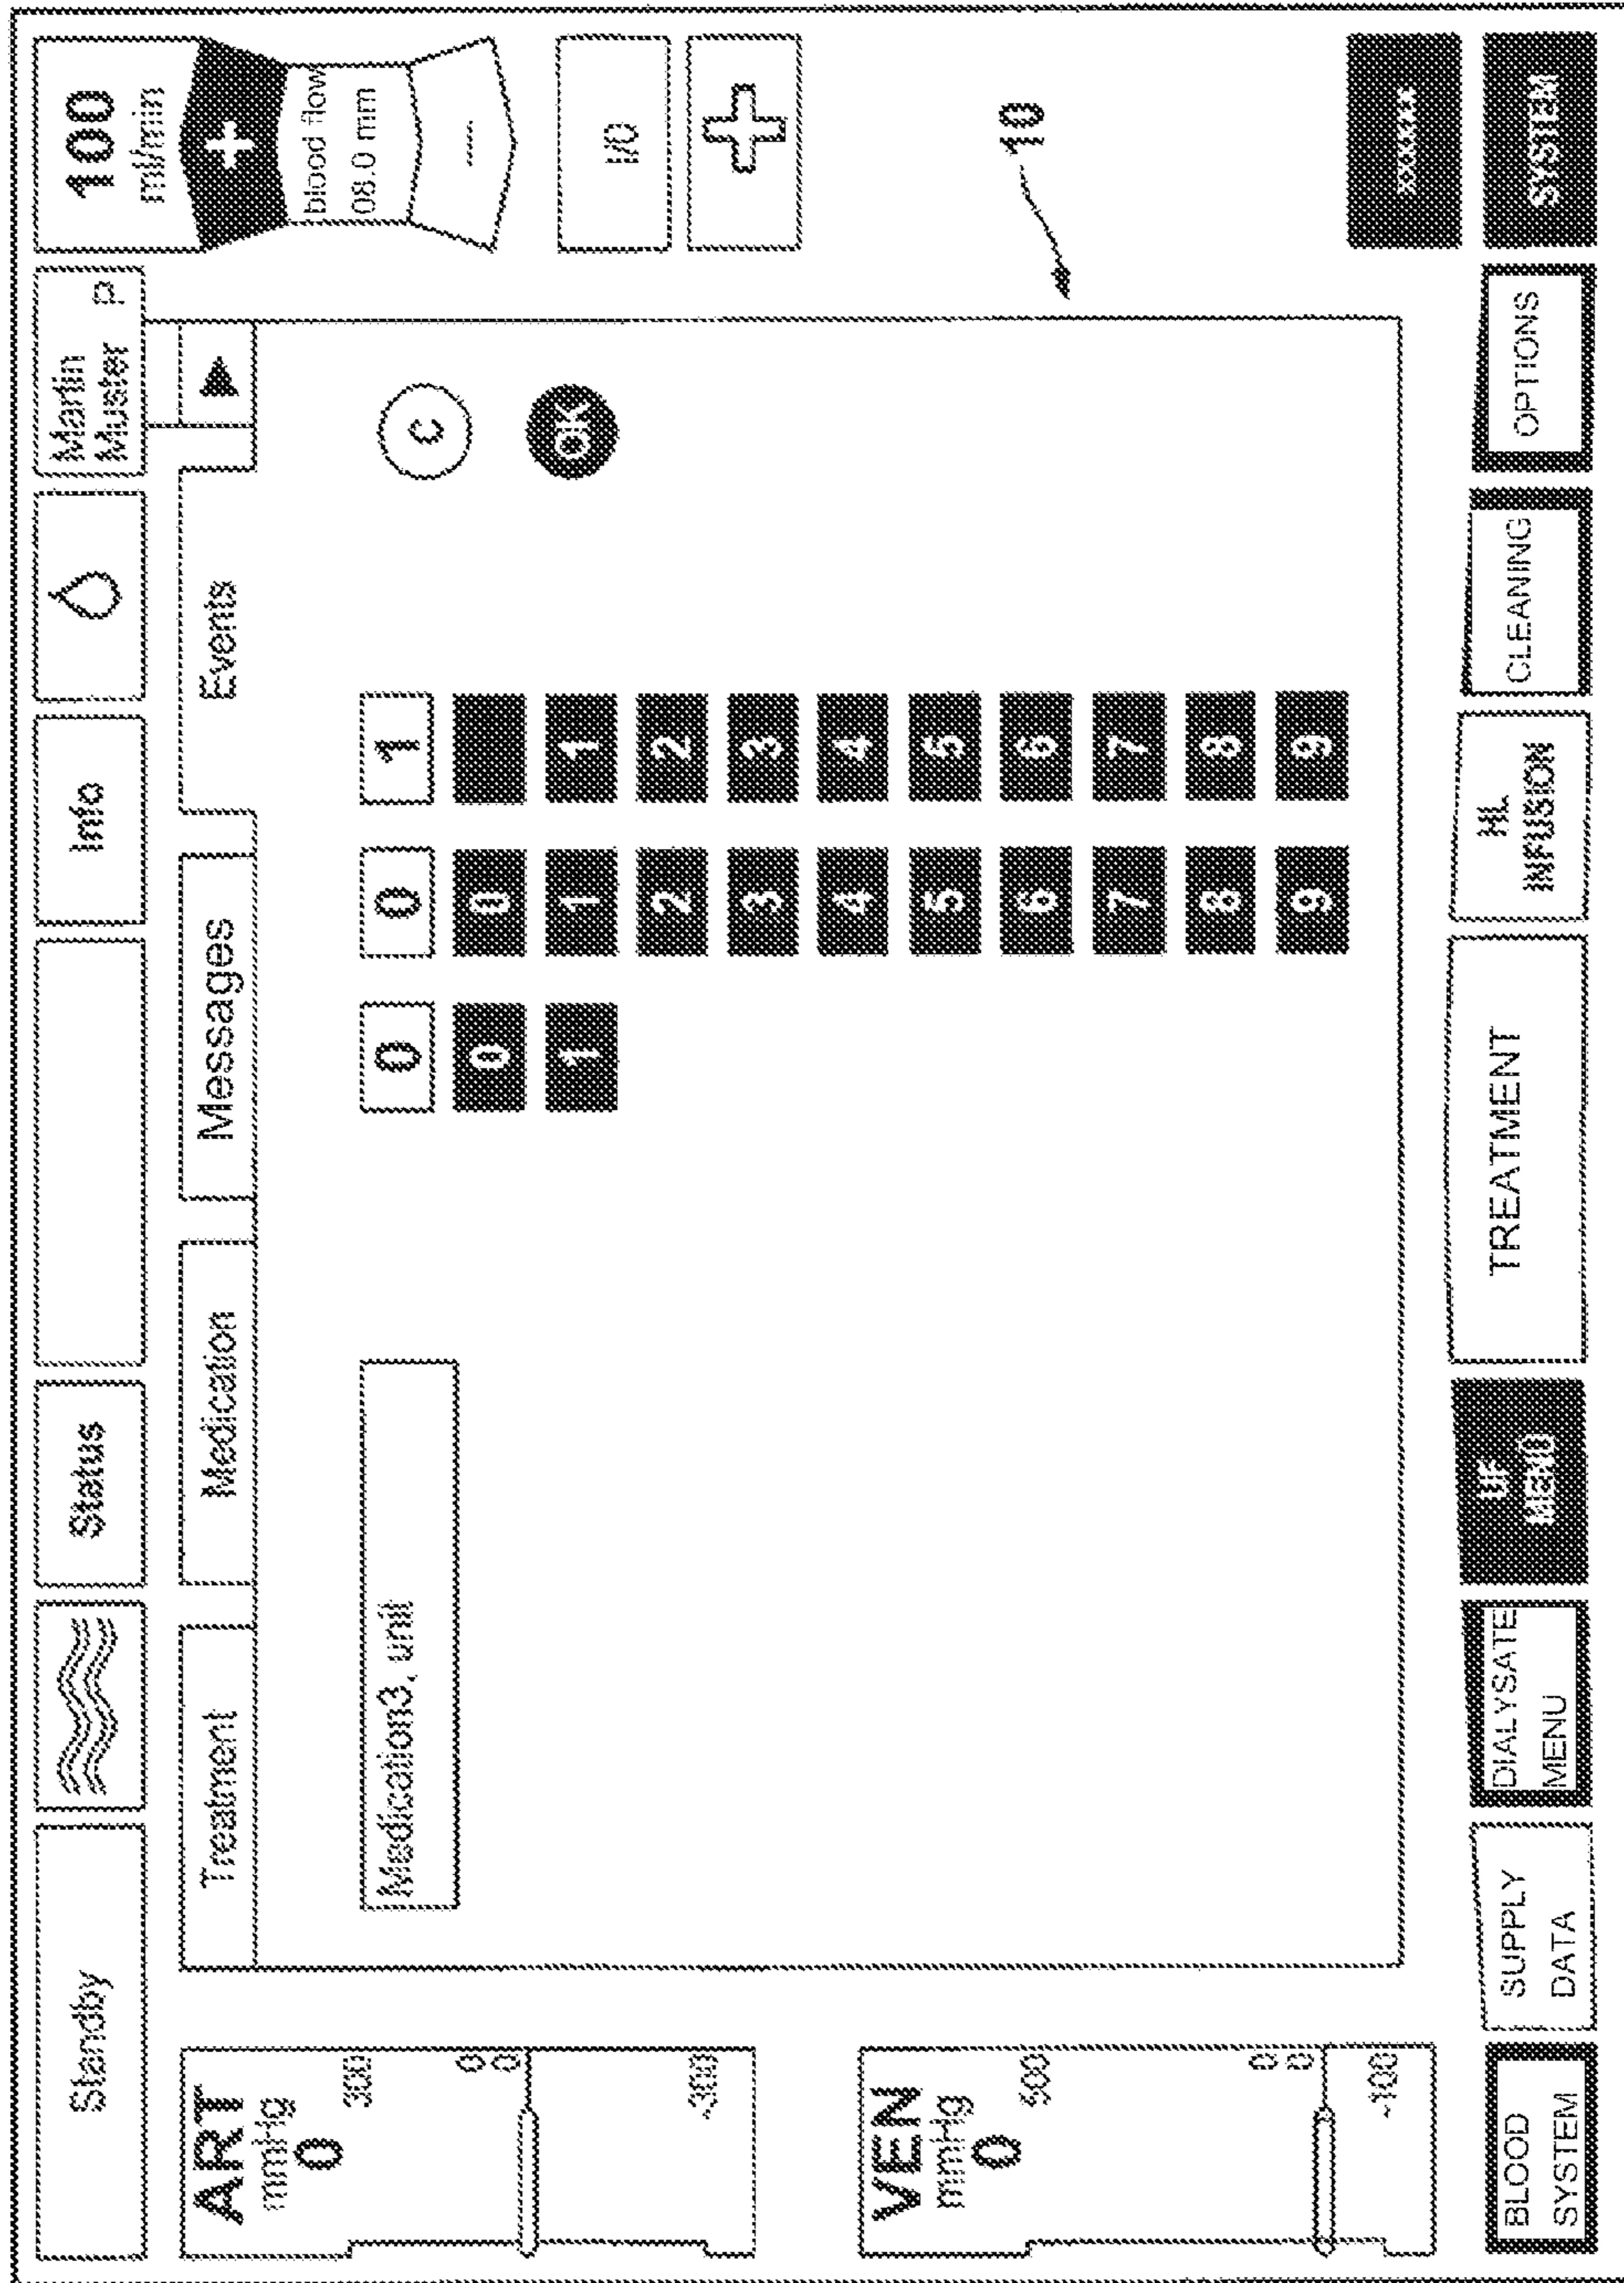 Standby
Status
Info
Martin
Muster P
100
ml/min
+
blood flow
08.0 mm
I/O
ART
mmHg
0
300
0
0
-300
VEN
mmHg
0
500
0
0
-100
Treatment
Medication
Messages
Events
Medication3, unit
0 0 1
0 0
1 1 1
2 2
3 3
4 4
5 5
6 6
7 7
8 8
9 9
C
OK
10
BLOOD
SYSTEM
SUPPLY
DATA
DIALYSATE
MENU
UF
MENU
TREATMENT
HL
INFUSION
CLEANING
OPTIONS
SYSTEM